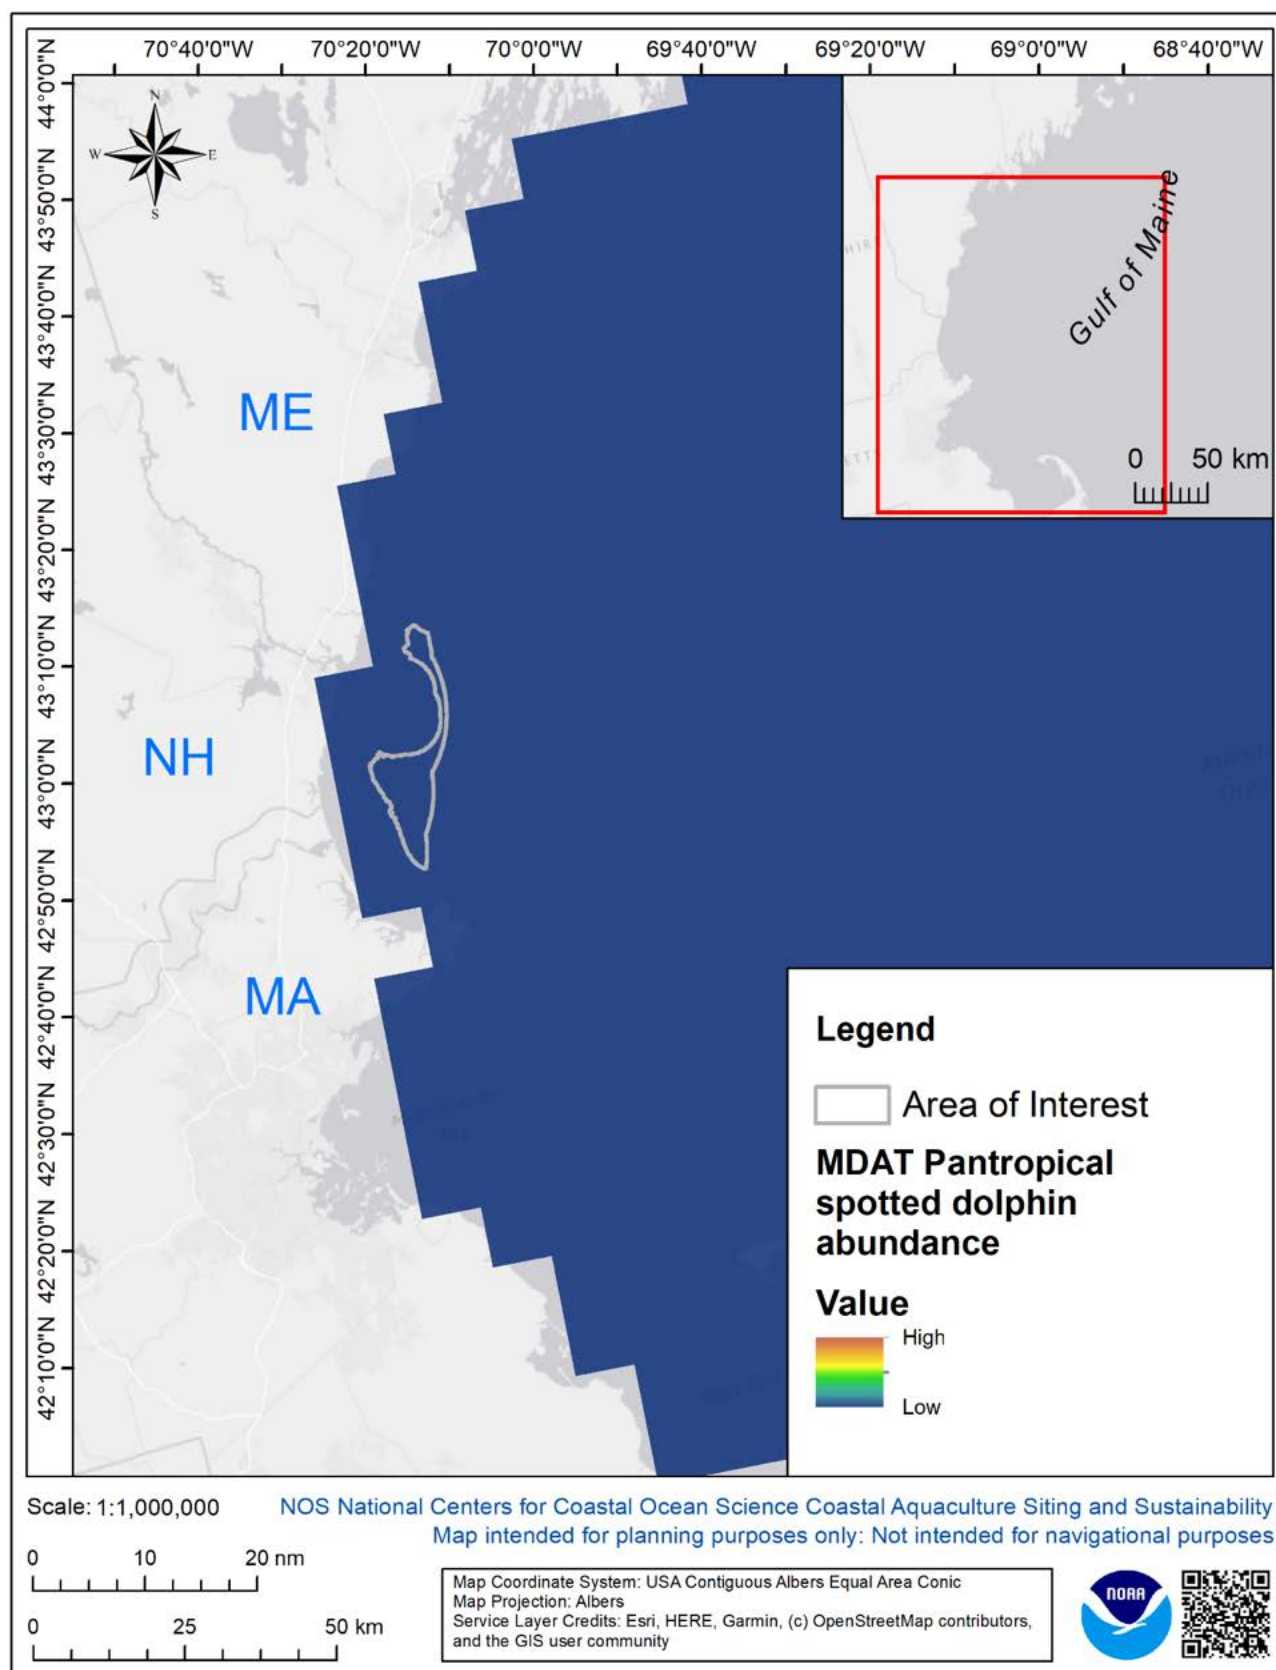 70°40'0"W 70°20'0"W 70°0'0"W 69°40'0"W 69°20'0"W 69°0'0"W 68°40'0"W
44°0'0"N
43°50'0"N
43°40'0"N
43°30'0"N
43°20'0"N
43°10'0"N
43°0'0"N
42°50'0"N
42°40'0"N
42°30'0"N
42°20'0"N
42°10'0"N
N
W E
S
Gulf of Maine
0 50 km
ME
NH
MA
Legend
Area of Interest
MDAT Pantropical
spotted dolphin
abundance
Value
High
Low
Scale: 1:1,000,000
NOS National Centers for Coastal Ocean Science Coastal Aquaculture Siting and Sustainability
Map intended for planning purposes only: Not intended for navigational purposes
0 10 20 nm
0 25 50 km
Map Coordinate System: USA Contiguous Albers Equal Area Conic
Map Projection: Albers
Service Layer Credits: Esri, HERE, Garmin, (c) OpenStreetMap contributors,
and the GIS user community
NOAA